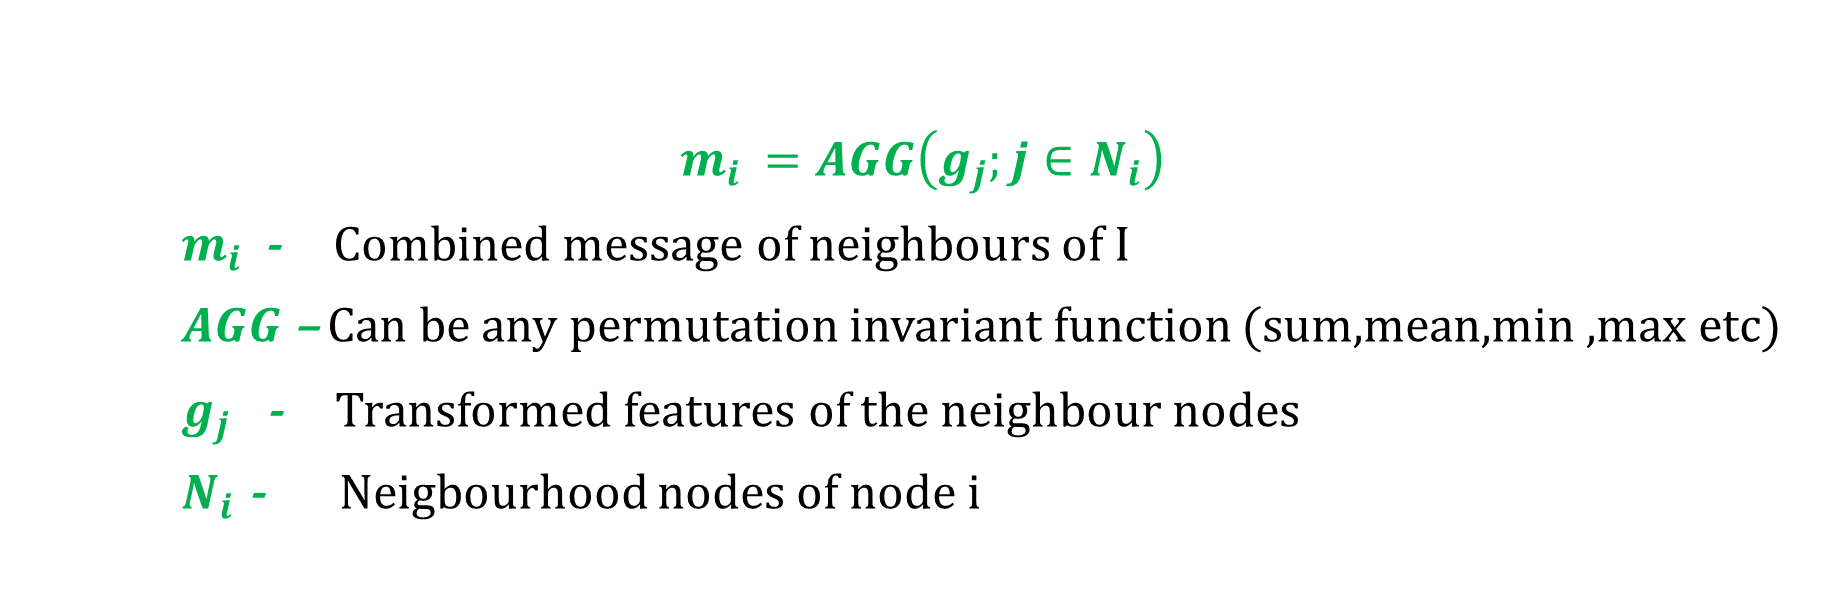 m_i = AGG(g_j; j ∈ N_i)
m_i - Combined message of neighbours of I
AGG – Can be any permutation invariant function (sum,mean,min ,max etc)
g_j - Transformed features of the neighbour nodes
N_i - Neigbourhood nodes of node i